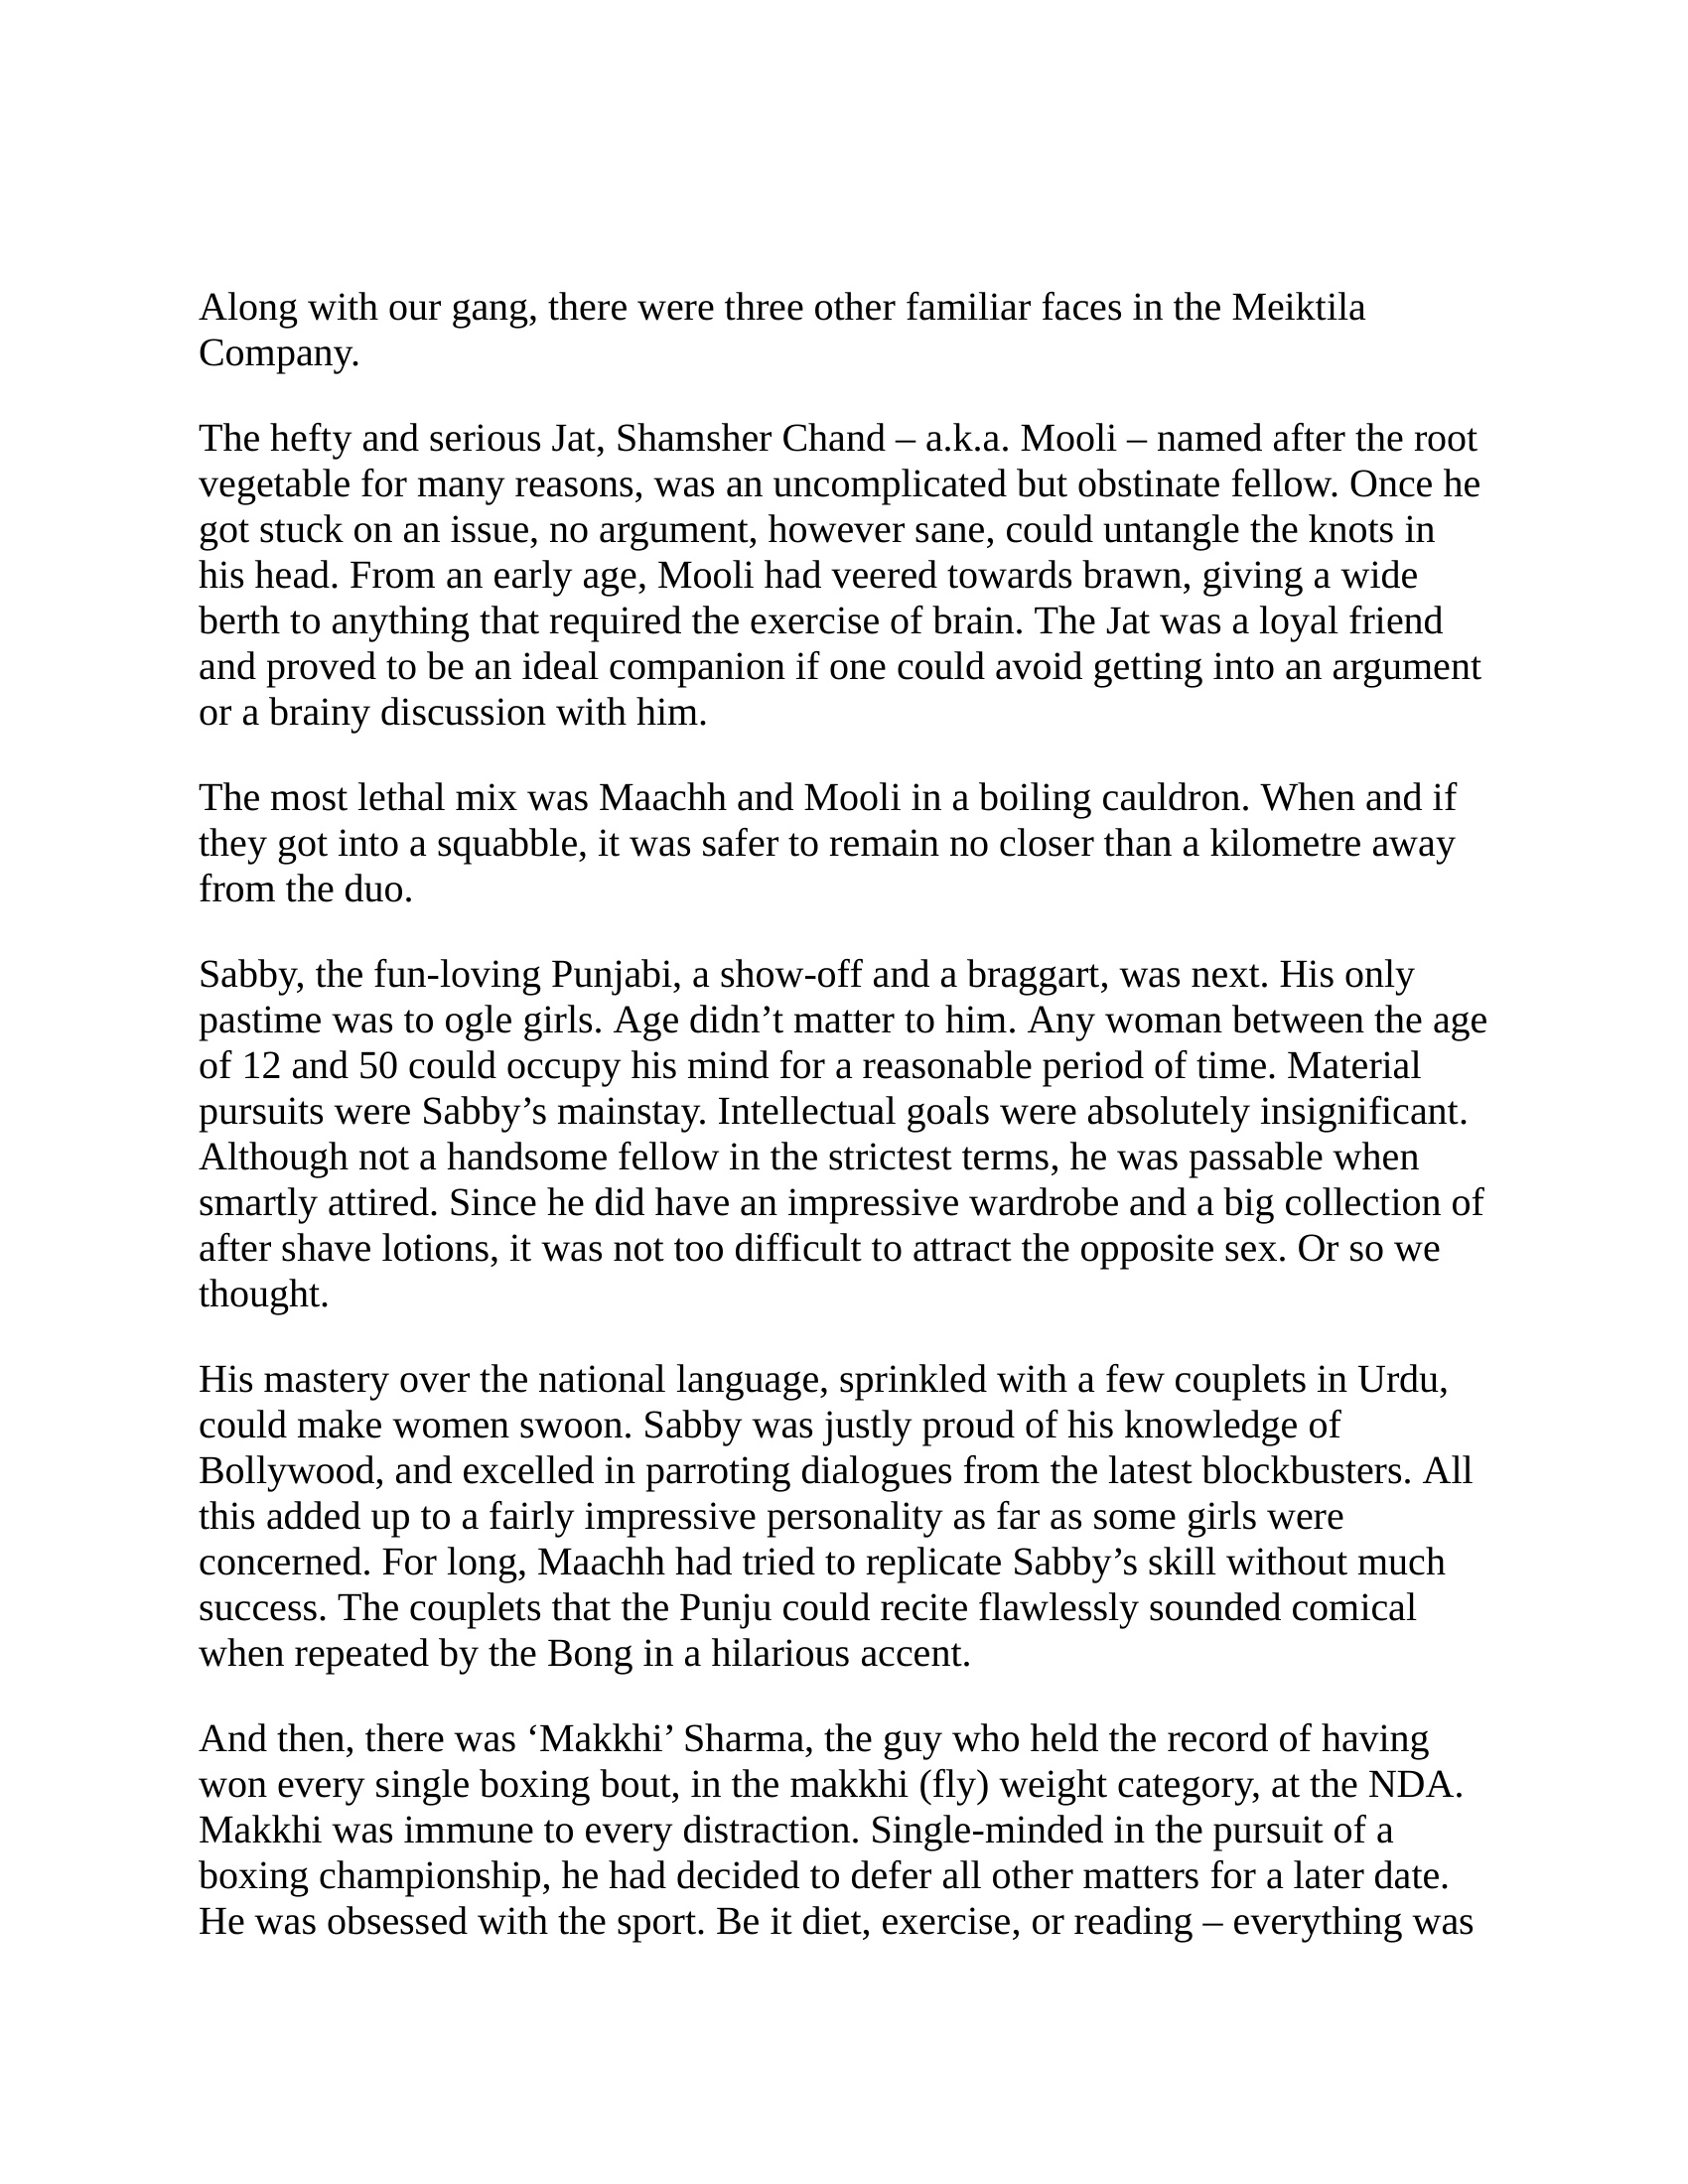 Along with our gang, there were three other familiar faces in the Meiktila
Company.
The hefty and serious Jat, Shamsher Chand – a.k.a. Mooli – named after the root
vegetable for many reasons, was an uncomplicated but obstinate fellow. Once he
got stuck on an issue, no argument, however sane, could untangle the knots in
his head. From an early age, Mooli had veered towards brawn, giving a wide
berth to anything that required the exercise of brain. The Jat was a loyal friend
and proved to be an ideal companion if one could avoid getting into an argument
or a brainy discussion with him.
The most lethal mix was Maachh and Mooli in a boiling cauldron. When and if
they got into a squabble, it was safer to remain no closer than a kilometre away
from the duo.
Sabby, the fun-loving Punjabi, a show-off and a braggart, was next. His only
pastime was to ogle girls. Age didn’t matter to him. Any woman between the age
of 12 and 50 could occupy his mind for a reasonable period of time. Material
pursuits were Sabby’s mainstay. Intellectual goals were absolutely insignificant.
Although not a handsome fellow in the strictest terms, he was passable when
smartly attired. Since he did have an impressive wardrobe and a big collection of
after shave lotions, it was not too difficult to attract the opposite sex. Or so we
thought.
His mastery over the national language, sprinkled with a few couplets in Urdu,
could make women swoon. Sabby was justly proud of his knowledge of
Bollywood, and excelled in parroting dialogues from the latest blockbusters. All
this added up to a fairly impressive personality as far as some girls were
concerned. For long, Maachh had tried to replicate Sabby’s skill without much
success. The couplets that the Punju could recite flawlessly sounded comical
when repeated by the Bong in a hilarious accent.
And then, there was ‘Makkhi’ Sharma, the guy who held the record of having
won every single boxing bout, in the makkhi (fly) weight category, at the NDA.
Makkhi was immune to every distraction. Single-minded in the pursuit of a
boxing championship, he had decided to defer all other matters for a later date.
He was obsessed with the sport. Be it diet, exercise, or reading – everything was